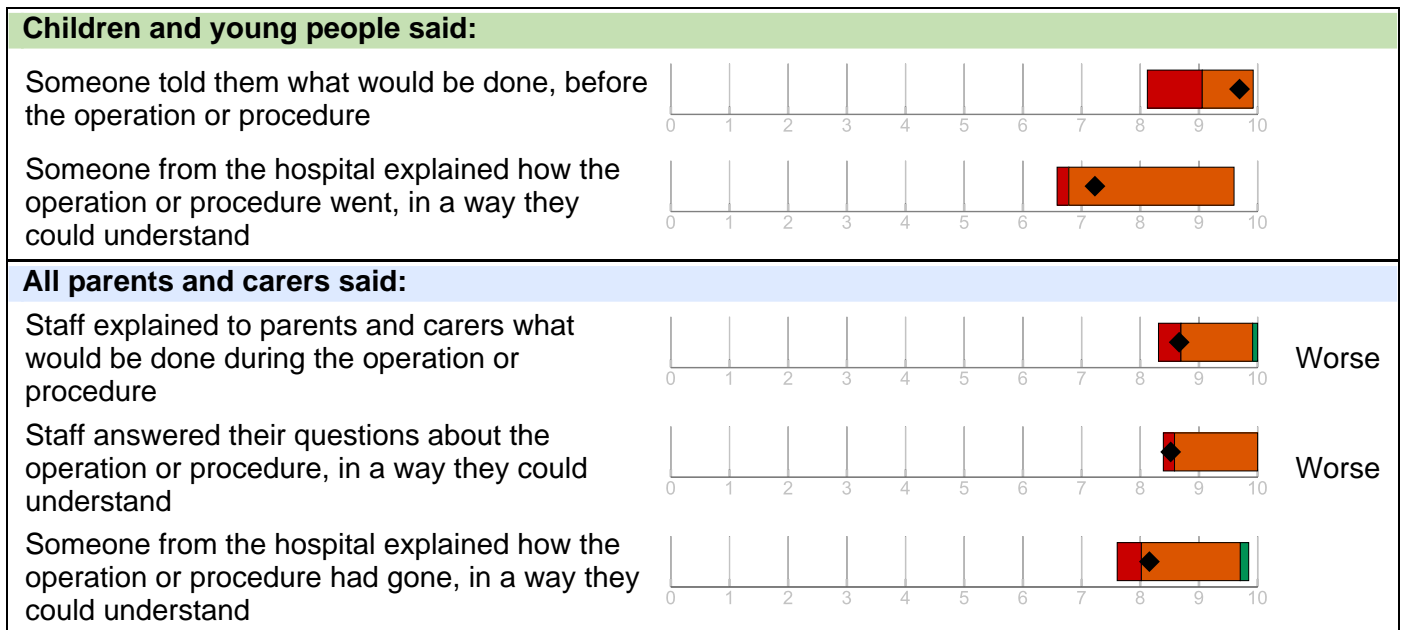 Children and young people said:
Someone told them what would be done, before
the operation or procedure
0 1 2 3 4 5 6 7 8 9 10
Someone from the hospital explained how the
operation or procedure went, in a way they
could understand
0 1 2 3 4 5 6 7 8 9 10
All parents and carers said:
Staff explained to parents and carers what
would be done during the operation or
procedure
0 1 2 3 4 5 6 7 8 9 10
Worse
Staff answered their questions about the
operation or procedure, in a way they could
understand
0 1 2 3 4 5 6 7 8 9 10
Worse
Someone from the hospital explained how the
operation or procedure had gone, in a way they
could understand
0 1 2 3 4 5 6 7 8 9 10